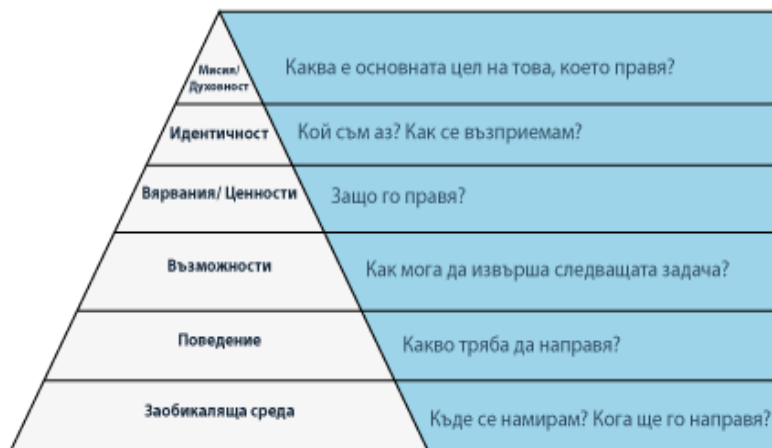 Мисия/
Духовност
Каква е основната цел на това, което правя?
Идентичност
Кой съм аз? Как се възприемам?
Вярвания/ Ценности
Защо го правя?
Възможности
Как мога да извърша следващата задача?
Поведение
Какво тряба да направя?
Заобикаляща среда
Къде се намирам? Кога ще го направя?